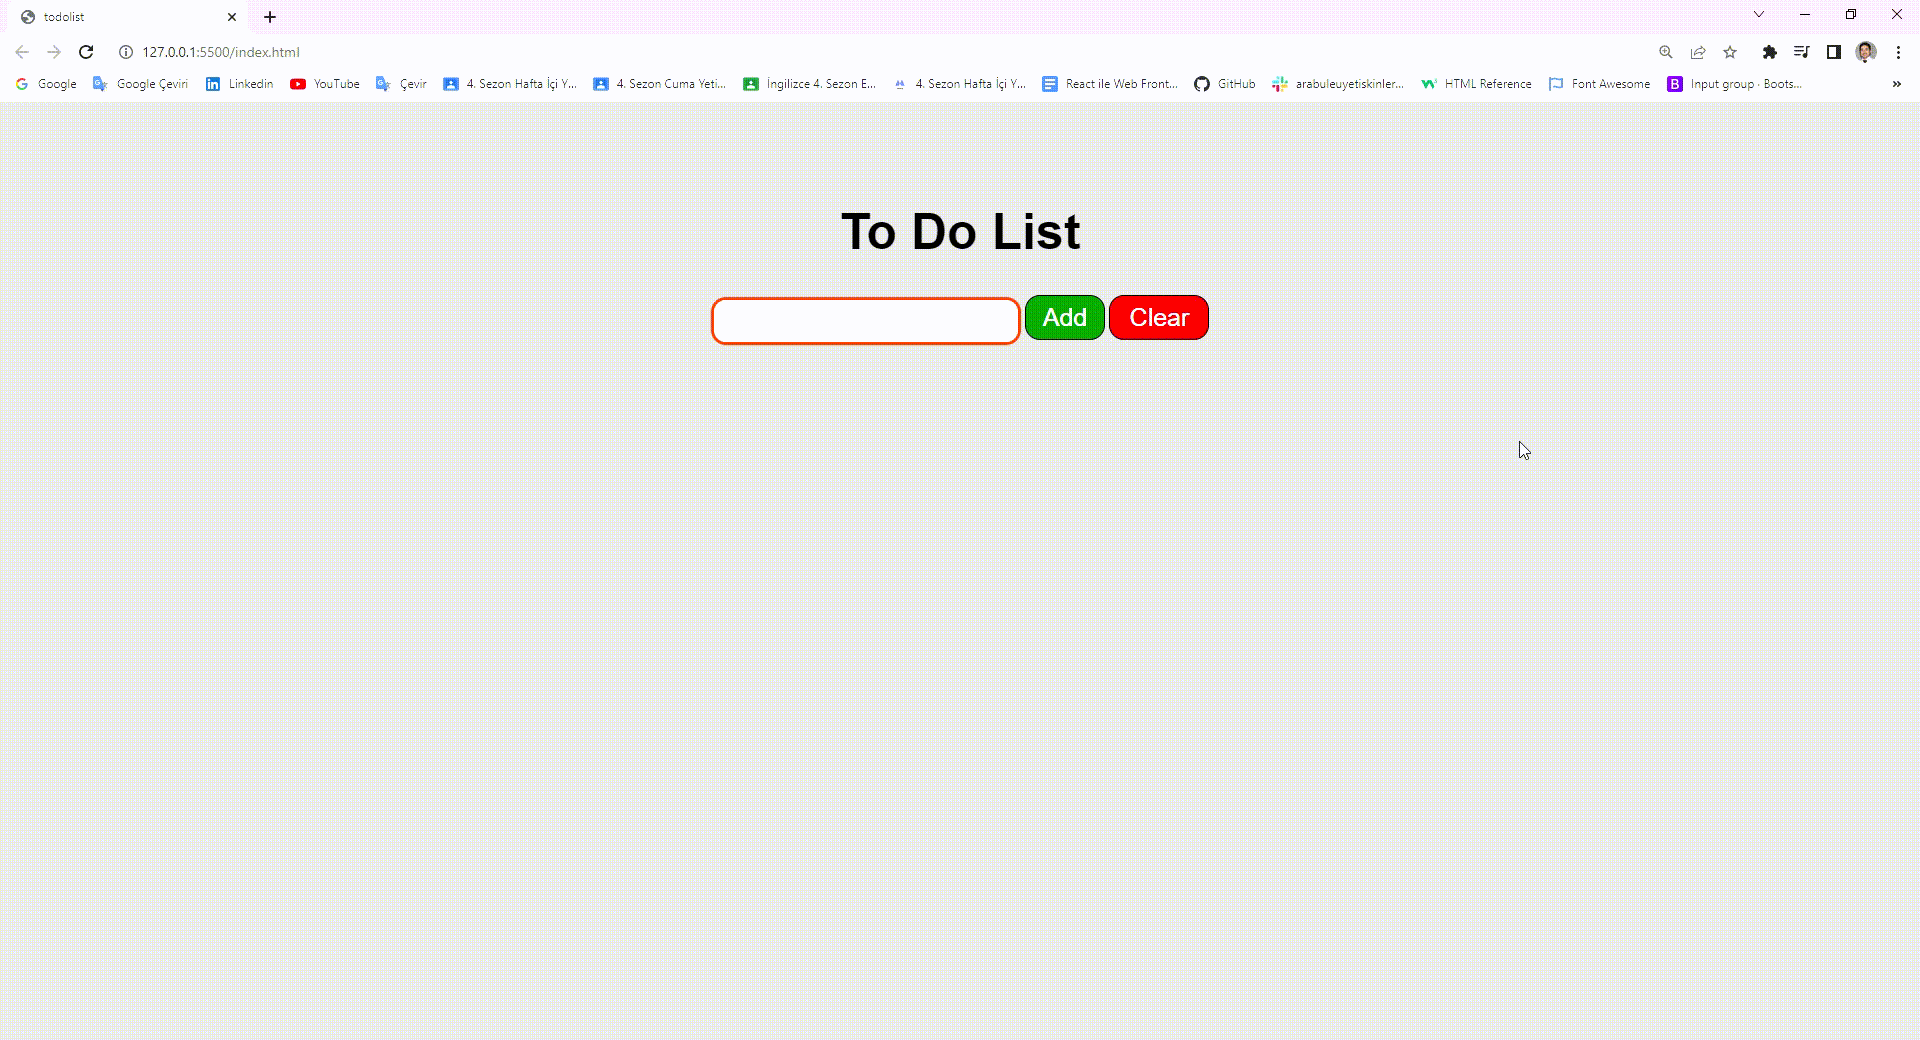 todolist
127.0.0.1:5500/index.html
Google Google Çeviri Linkedin YouTube Çevir 4. Sezon Hafta İçi Y... 4. Sezon Cuma Yeti... İngilizce 4. Sezon E... 4. Sezon Hafta İçi Y... React ile Web Front... GitHub arabuleuyetiskinler... HTML Reference Font Awesome B Input group · Boots... »
To Do List
Add Clear